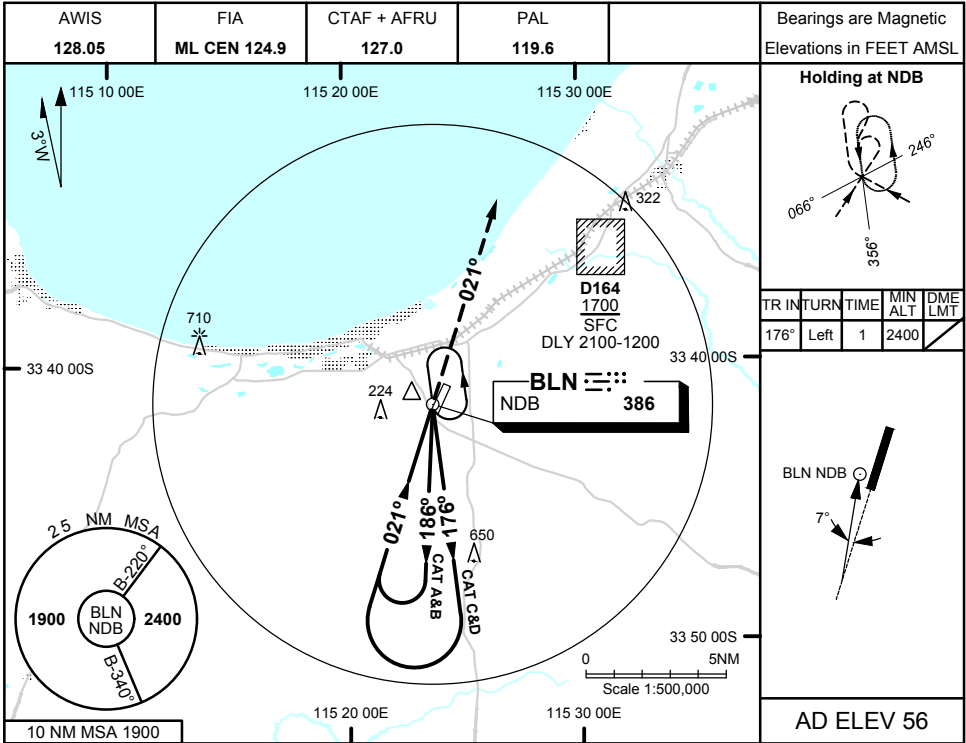 AWIS
128.05
FIA
ML CEN 124.9
CTAF + AFRU
127.0
PAL
119.6
Bearings are Magnetic
Elevations in FEET AMSL
115 10 00E
115 20 00E
115 30 00E
3°W
Holding at NDB
246°
066°
356°
TR IN TURN TIME MIN ALT DME LMT
176° Left 1 2400
322
021°
D164
1700
SFC
DLY 2100-1200
710
33 40 00S
33 40 00S
BLN
NDB 386
224
021°
186°
176°
CAT A&B
CAT C&D
650
BLN NDB
7°
25 NM MSA
B-220°
1900
BLN
NDB
2400
B-340°
33 50 00S
0 5NM
Scale 1:500,000
115 20 00E
115 30 00E
10 NM MSA 1900
AD ELEV 56